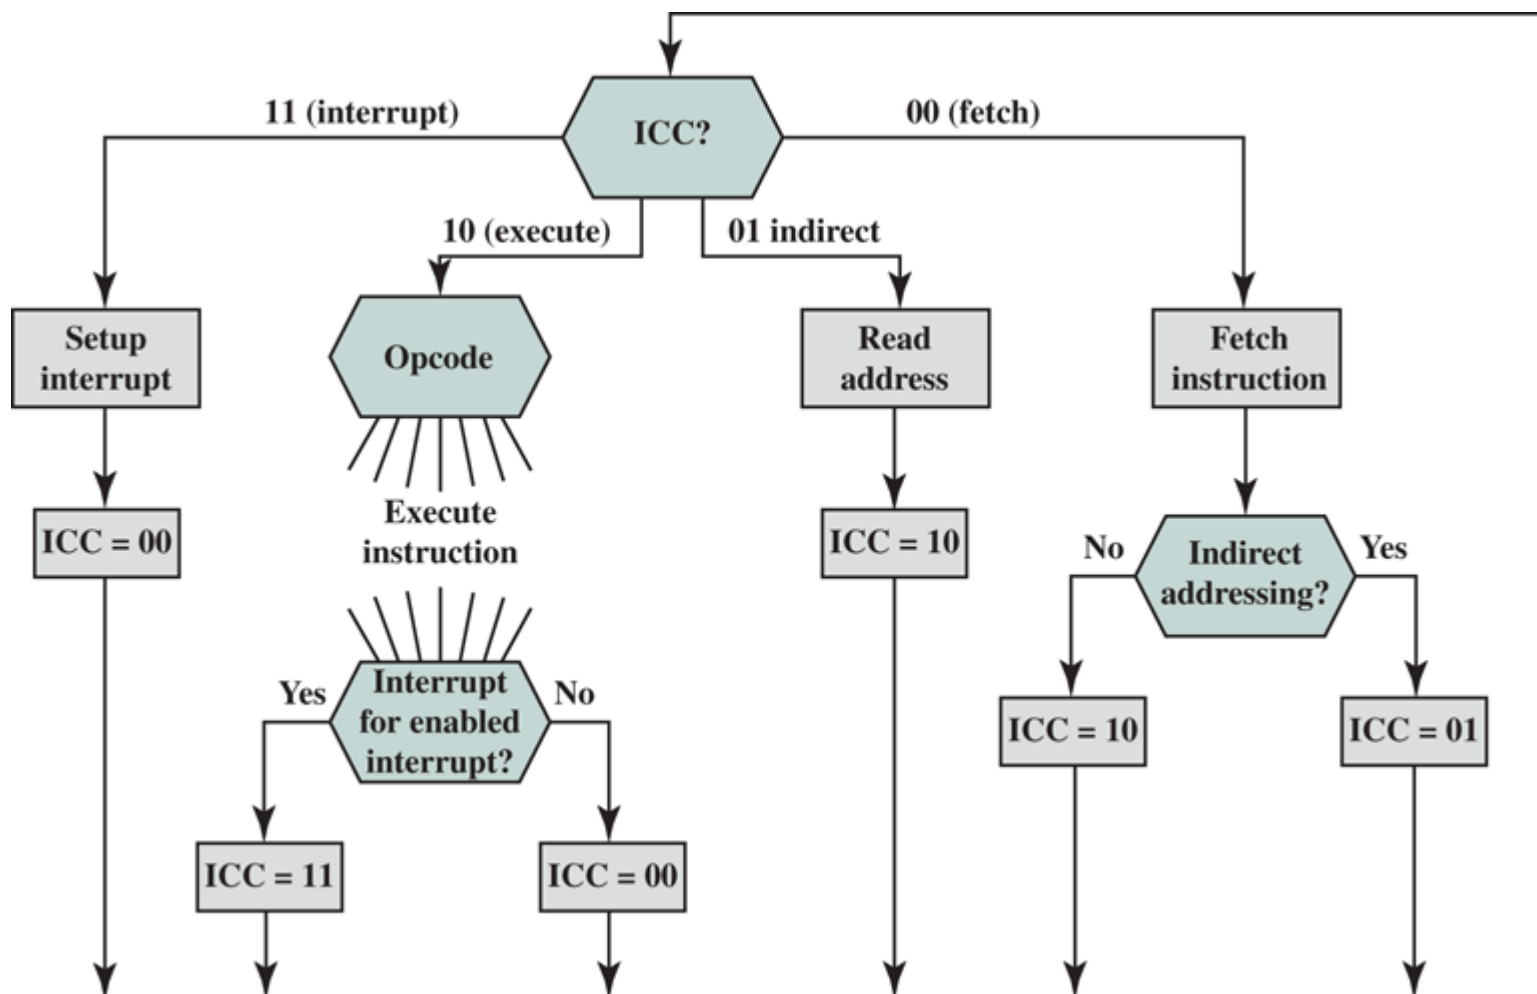 11 (interrupt)
ICC?
00 (fetch)
10 (execute)
01 indirect
Setup
interrupt
Opcode
Read
address
Fetch
instruction
ICC = 00
Execute
instruction
ICC = 10
No
Indirect
addressing?
Yes
Yes
Interrupt
for enabled
interrupt?
No
ICC = 10
ICC = 01
ICC = 11
ICC = 00